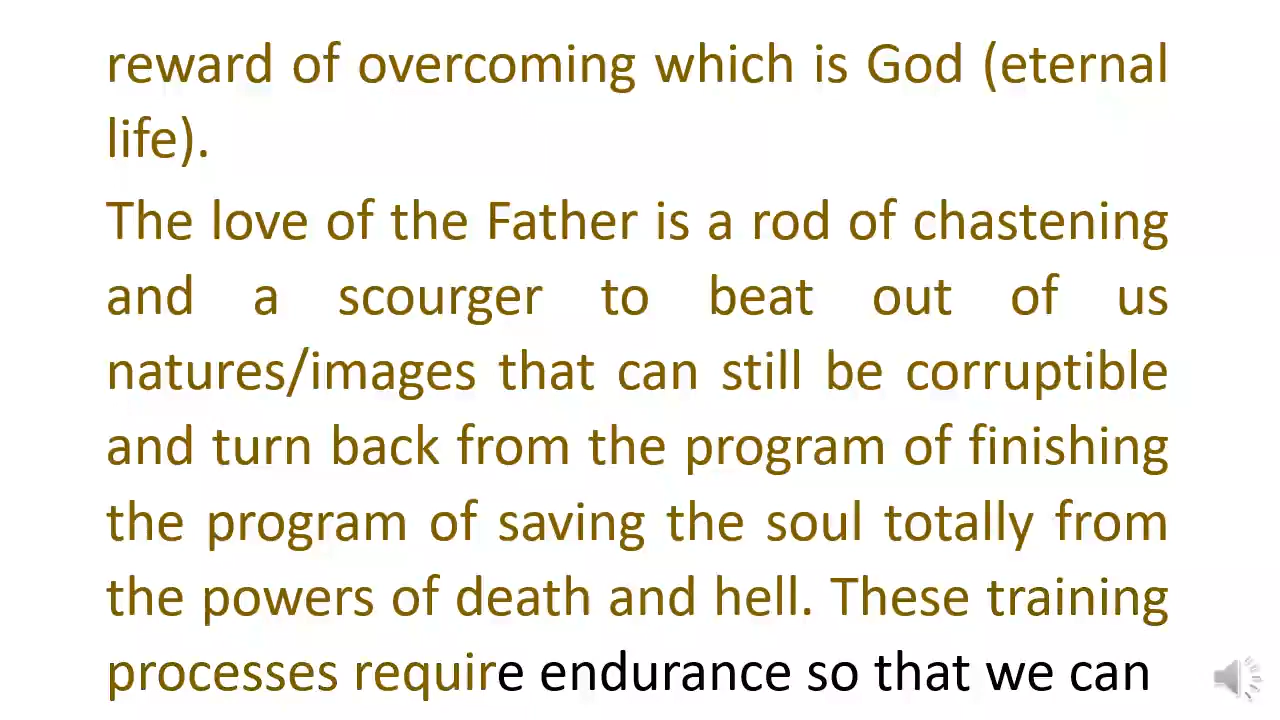 reward of overcoming which is God (eternal
life).
The love of the Father is a rod of chastening
and a scourger to beat out of us
natures/images that can still be corruptible
and turn back from the program of finishing
the program of saving the soul totally from
the powers of death and hell. These training
processes require endurance so that we can